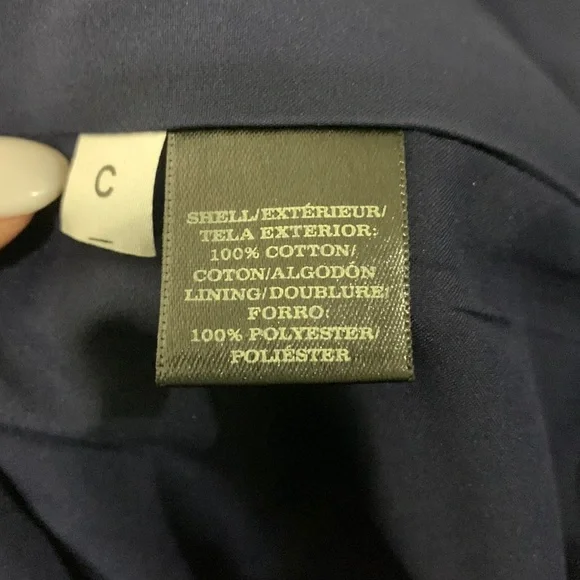 C
SHELL/EXTÉRIEUR/
TELA EXTERIOR:
100% COTTON/
COTON/ALGODÓN
LINING/DOUBLURE/
FORRO:
100% POLYESTER/
POLIÉSTER